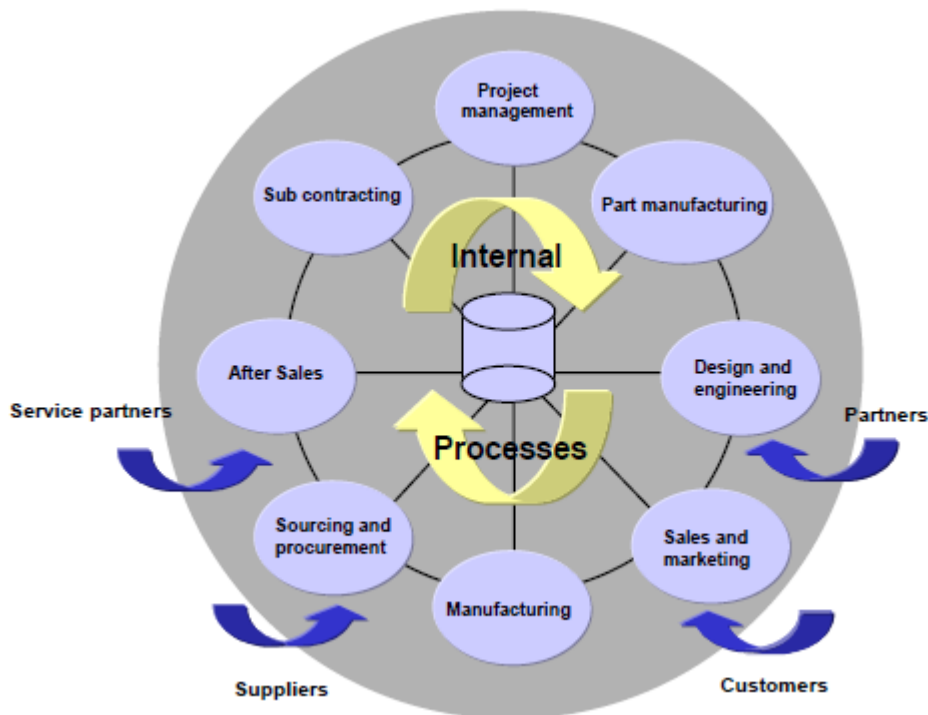 Project
management
Sub contracting
Part manufacturing
Internal
After Sales
Design and
engineering
Service partners
Partners
Processes
Sourcing and
procurement
Sales and
marketing
Manufacturing
Suppliers
Customers